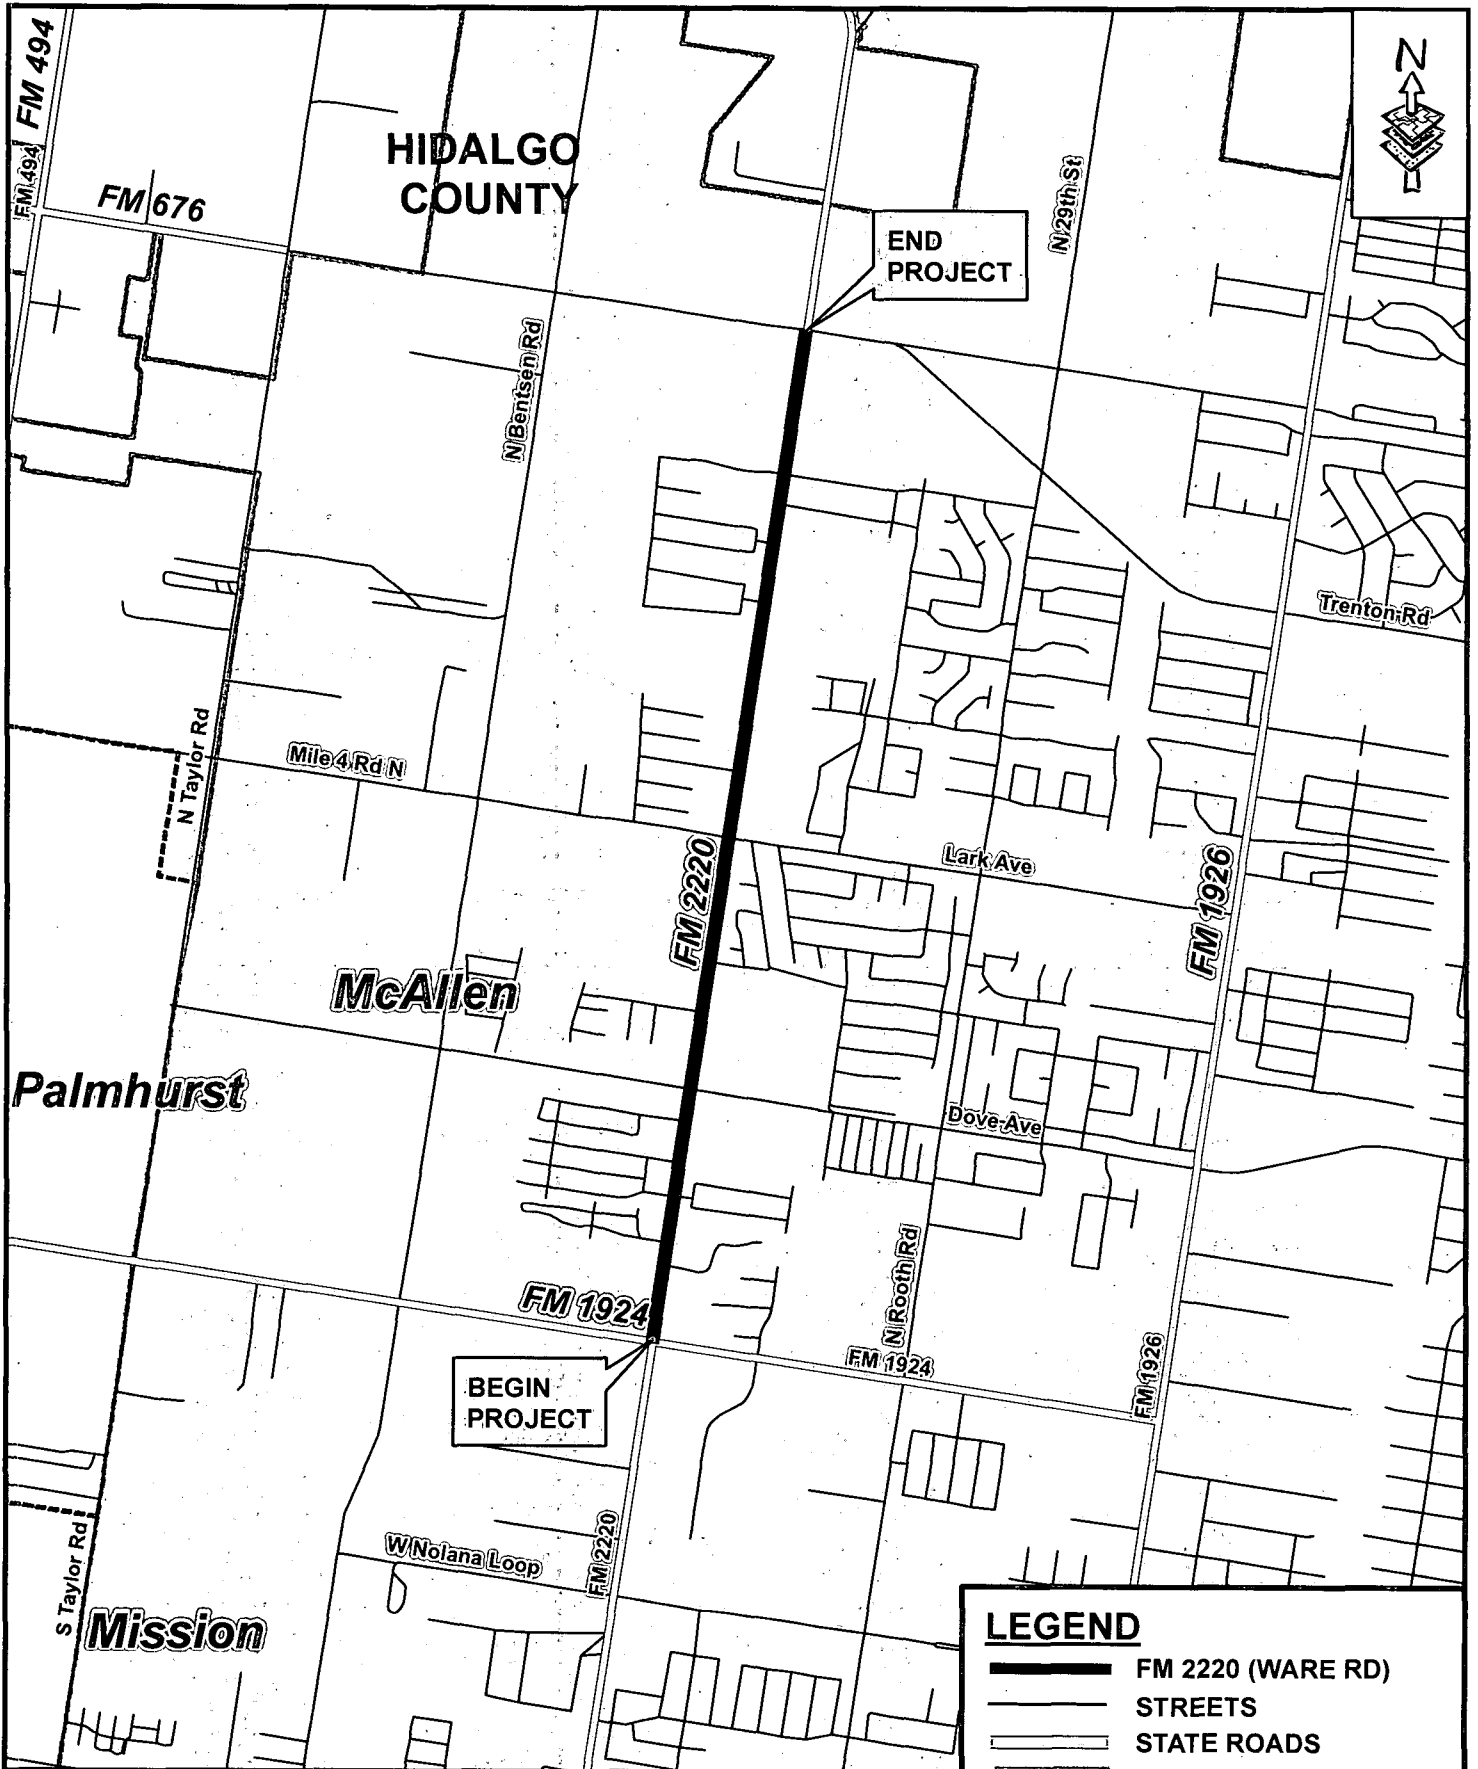 FM 494
N
HIDALGO
COUNTY
FM 494
FM 676
N 29th St
END
PROJECT
N Bentsen Rd
Trenton Rd
N Taylor Rd
Mile 4 Rd N
FM 2220
Lark Ave
FM 1926
McAllen
Palmhurst
Dove Ave
N Rooth Rd
FM 1924
FM 1924
FM 1926
BEGIN
PROJECT
S Taylor Rd
W Nolana Loop
FM 2220
Mission
LEGEND
FM 2220 (WARE RD)
STREETS
STATE ROADS